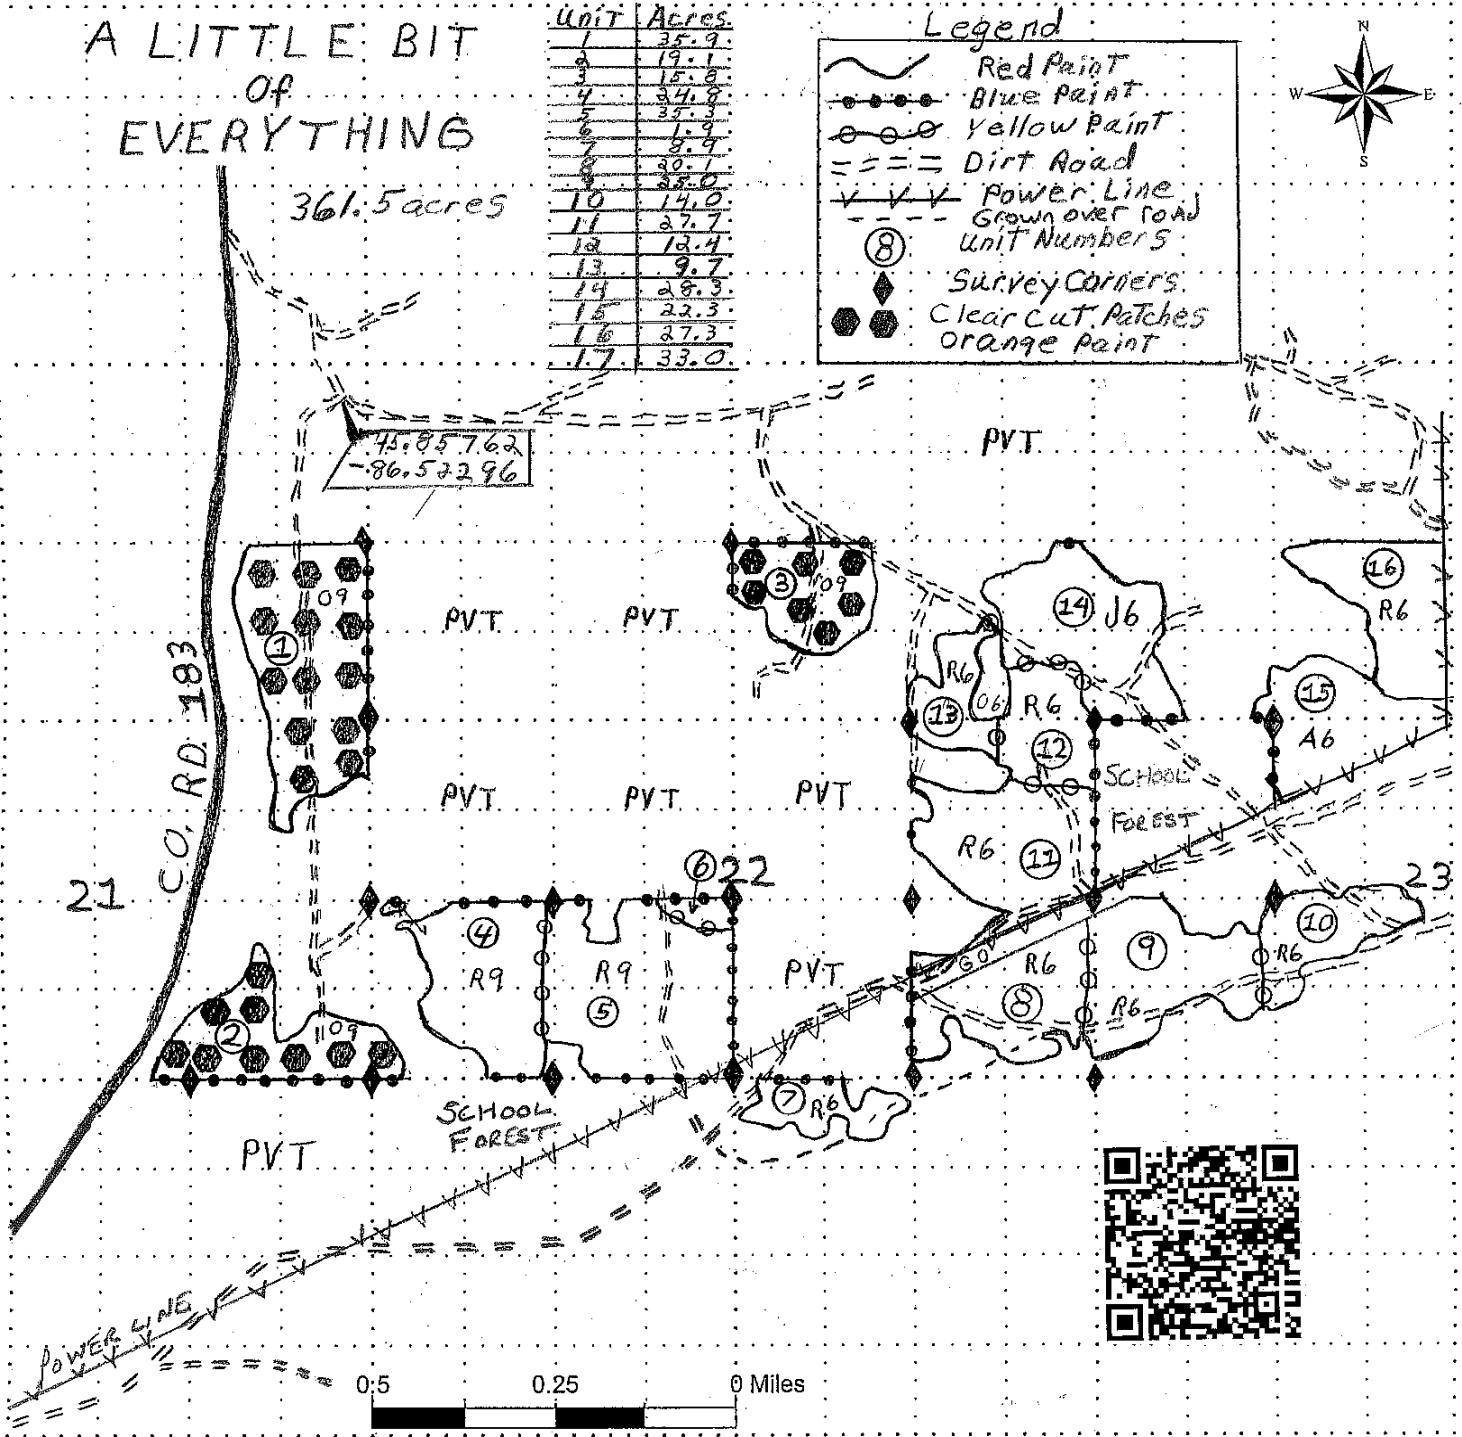 A LITTLE BIT
Of
EVERYTHING
361.5 acres
Unit Acres
1 35.9
2 19.1
3 15.8
4 24.8
5 35.3
6 1.9
7 8.9
8 20.1
9 25.0
10 14.0
11 27.7
12 12.4
13 9.7
14 28.3
15 22.3
16 27.3
17 33.0
Legend
Red Paint
Blue Paint
Yellow Paint
Dirt Road
Power Line
Grown over road
8 Unit Numbers
Survey Corners
Clear cut Patches
Orange Paint
N
W E
S
45.85762
-86.52296
PVT
CO. RD. 183
1
O9
PVT
PVT
3
O9
14 J6
16
R6
R6
13
O6
R6
12
15
A6
PVT
PVT
PVT
SCHOOL
FOREST
R6
11
21
6
22
23
4
R9
R9
5
PVT
GO
R6
8
9
R6
10
R6
2
O9
7
R6
SCHOOL
FOREST
PVT
POWER LINE
0.5 0.25 0 Miles